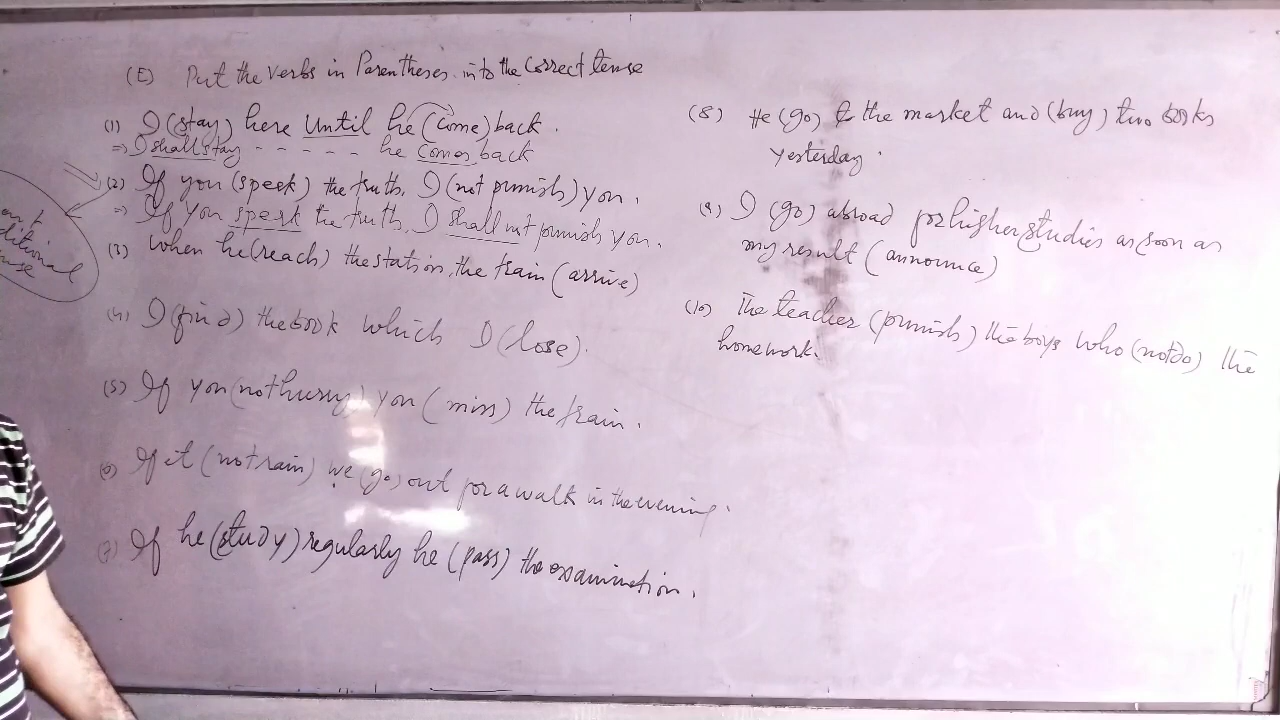 (E) Put the verbs in Parentheses into the Correct tense
(1) I (stay) here until he (come) back.
=> I shall stay - - - - - he comes back
(2) If you (speek) the truth, I (not punish) you.
=> If you speek the truth, I shall not punish you.
(3) when he (reach) the station, the train (arrive)
(4) I (find) the book which I (lose).
(5) If you (not hurry) you (miss) the train.
(6) If it (not rain) we (go) out for a walk in the evening.
(7) If he (study) regularly he (pass) the examination.
(8) He (go) to the market and (buy) two books
yesterday.
(9) I (go) abroad for higher studies as soon as
my result (announce)
(10) The teacher (punish) the boys who (not do) the
home work.